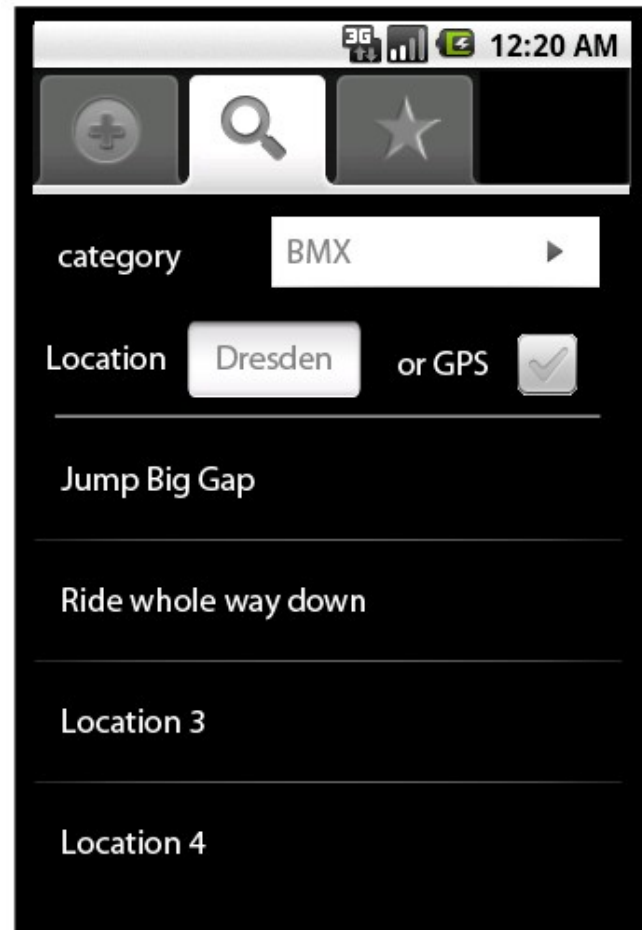 3G 12:20 AM
category BMX
Location Dresden or GPS
Jump Big Gap
Ride whole way down
Location 3
Location 4